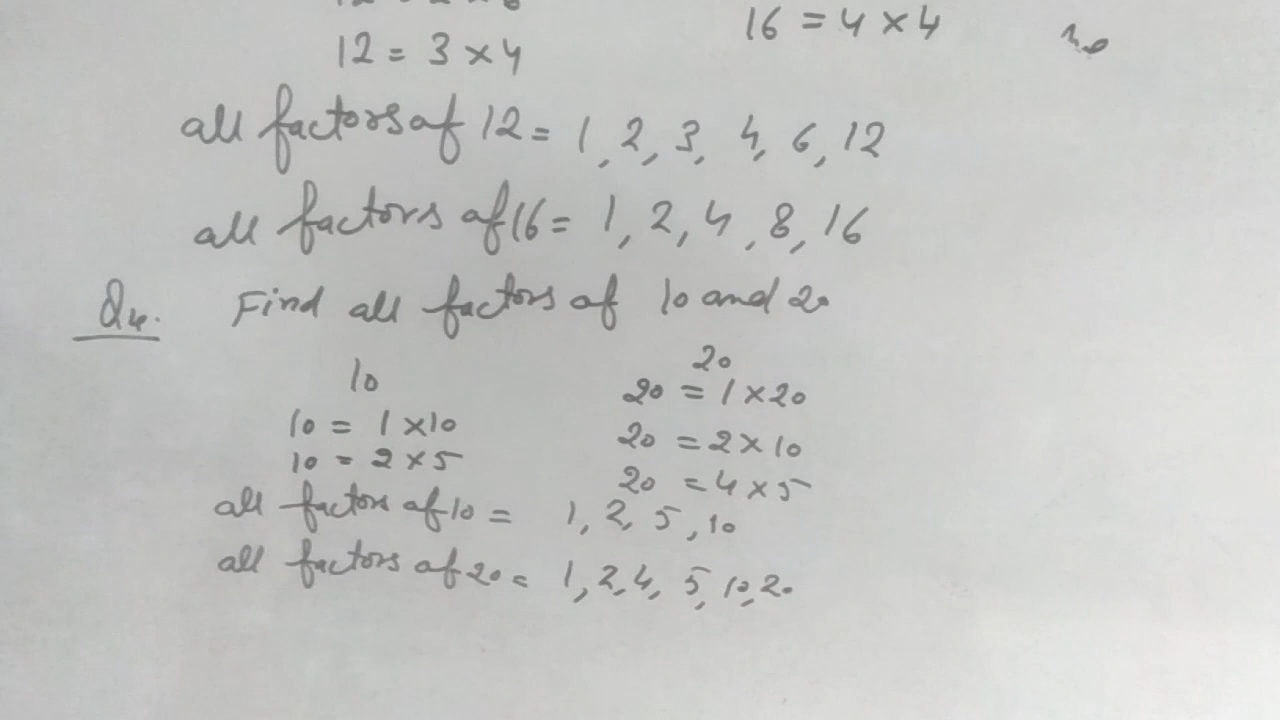 12 = 3 × 4
16 = 4 × 4
all factors of 12 = 1, 2, 3, 4, 6, 12
all factors of 16 = 1, 2, 4, 8, 16
Q4. Find all factors of 10 and 20
10
20
20 = 1 × 20
10 = 1 × 10
20 = 2 × 10
10 = 2 × 5
20 = 4 × 5
all factors of 10 = 1, 2, 5, 10
all factors of 20 = 1, 2, 4, 5, 10, 20